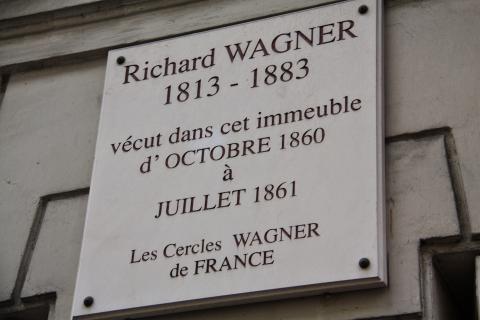 Richard WAGNER
1813 - 1883
vécut dans cet immeuble
d' OCTOBRE 1860
à
JUILLET 1861
Les Cercles WAGNER
de FRANCE